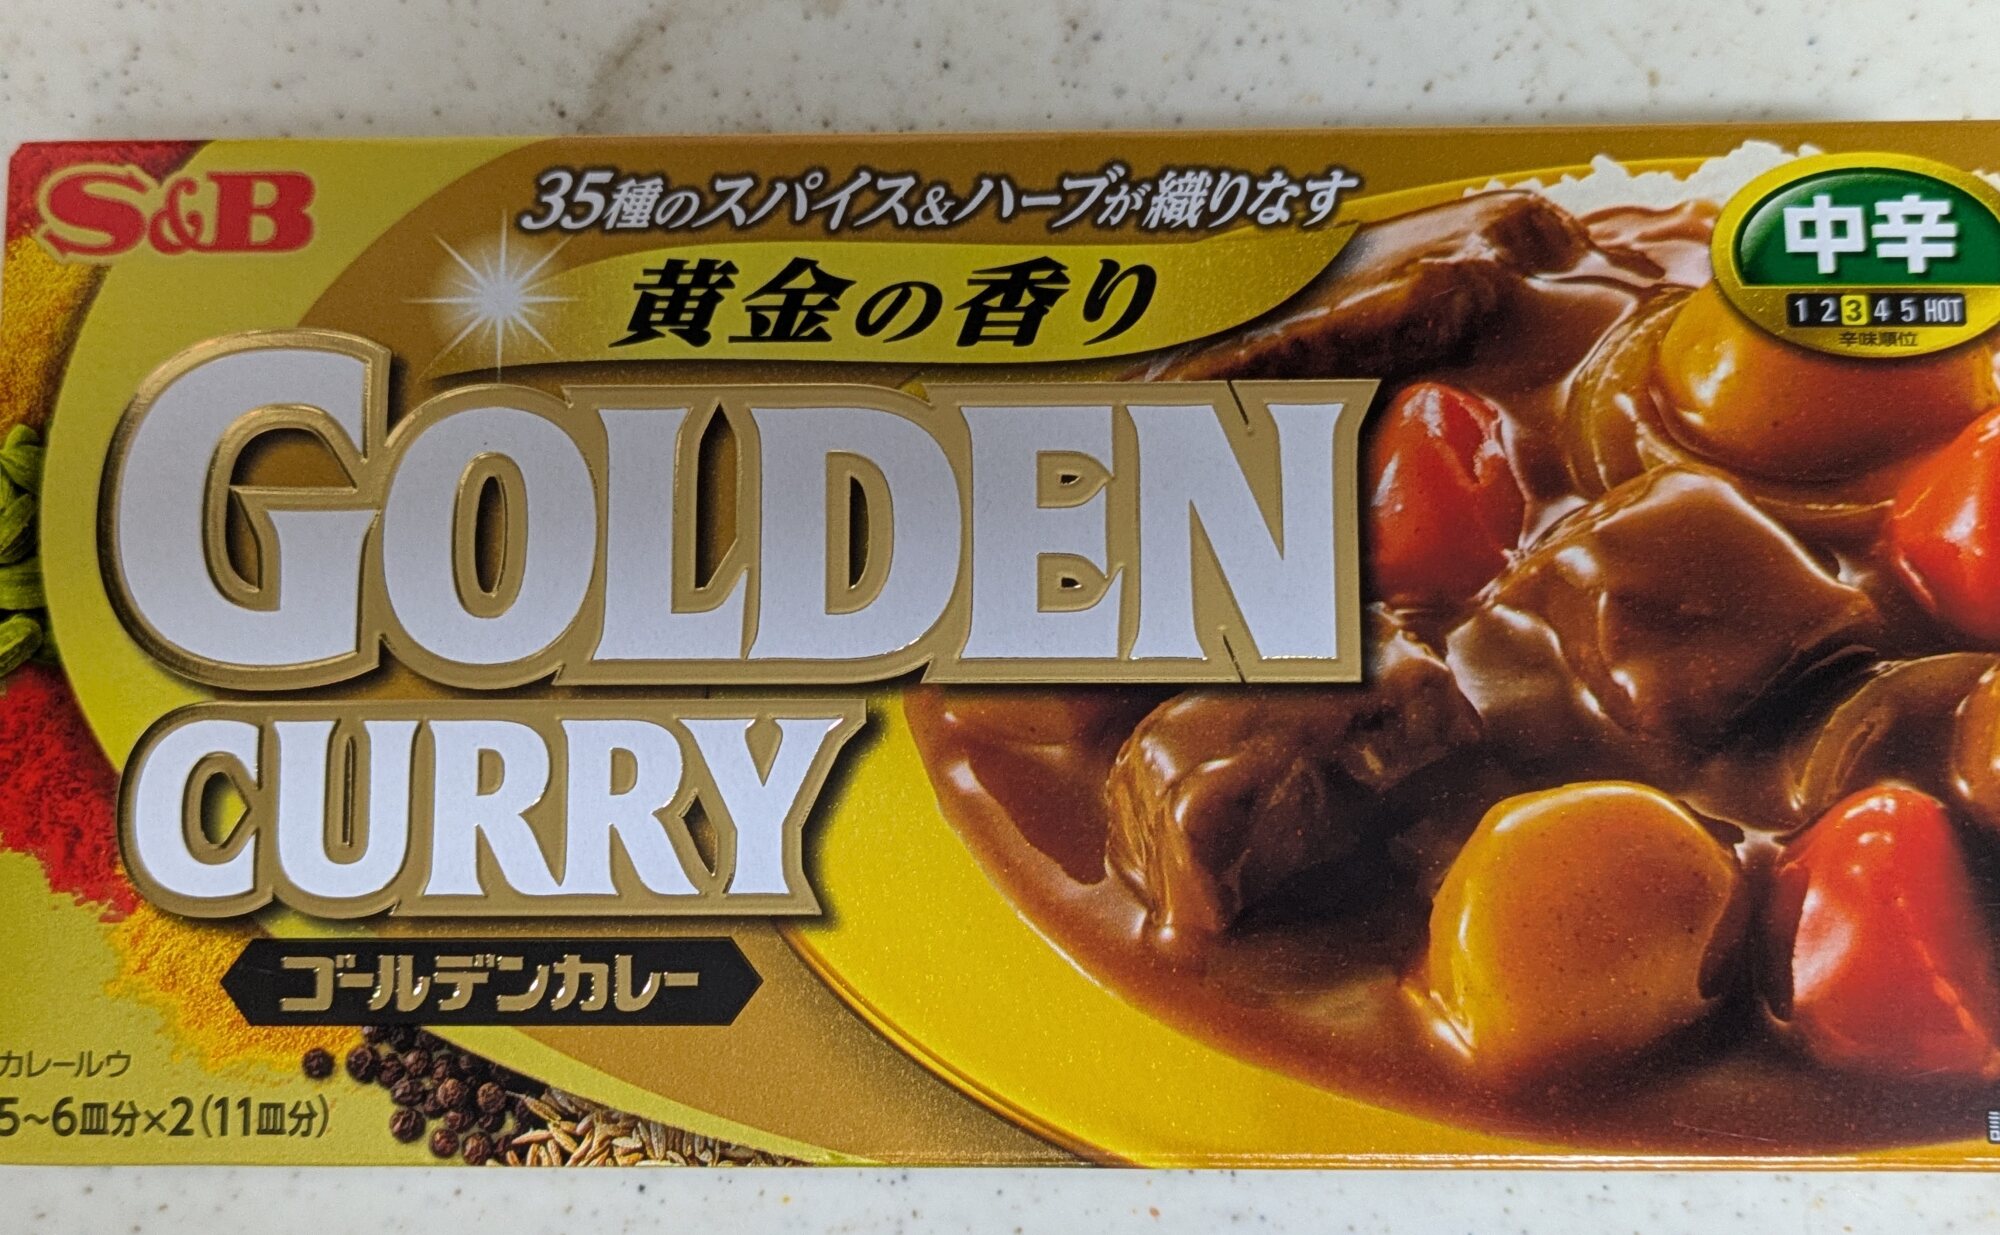 S&B
35種のスパイス&ハーブが織りなす
黄金の香り
中辛
1 2 3 4 5 HOT
辛味順位
GOLDEN
CURRY
ゴールデンカレー
カレールウ
5~6皿分×2(11皿分)